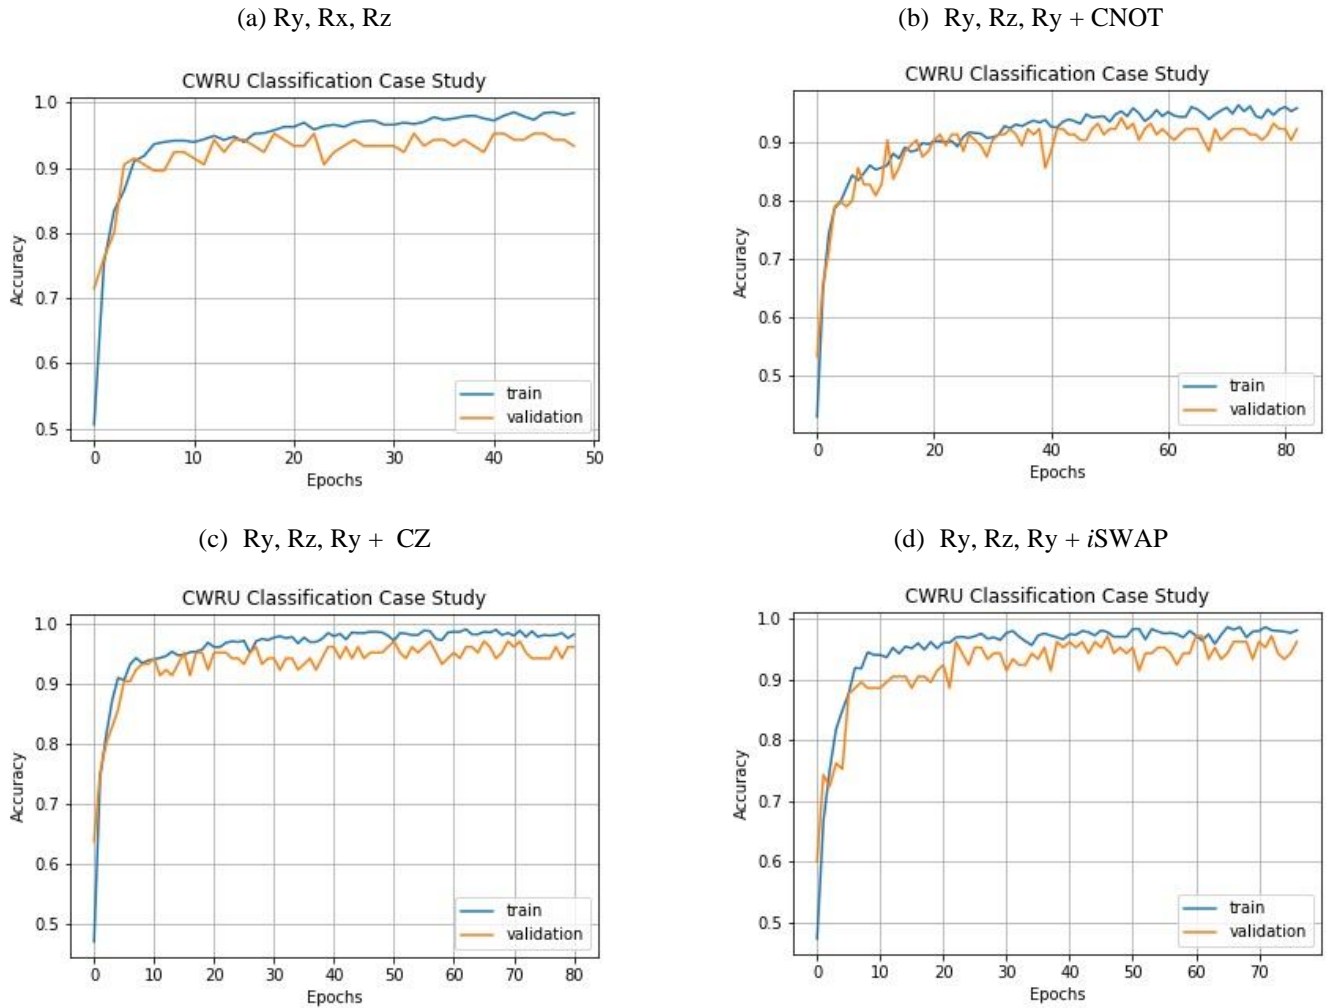 (a) Ry, Rx, Rz
CWRU Classification Case Study
1.0
0.9
0.8
0.7
0.6
0.5
Accuracy
train
validation
0 10 20 30 40 50
Epochs
(b) Ry, Rz, Ry + CNOT
CWRU Classification Case Study
0.9
0.8
0.7
0.6
0.5
Accuracy
train
validation
0 20 40 60 80
Epochs
(c) Ry, Rz, Ry + CZ
CWRU Classification Case Study
1.0
0.9
0.8
0.7
0.6
0.5
Accuracy
train
validation
0 10 20 30 40 50 60 70 80
Epochs
(d) Ry, Rz, Ry + iSWAP
CWRU Classification Case Study
1.0
0.9
0.8
0.7
0.6
0.5
Accuracy
train
validation
0 10 20 30 40 50 60 70
Epochs